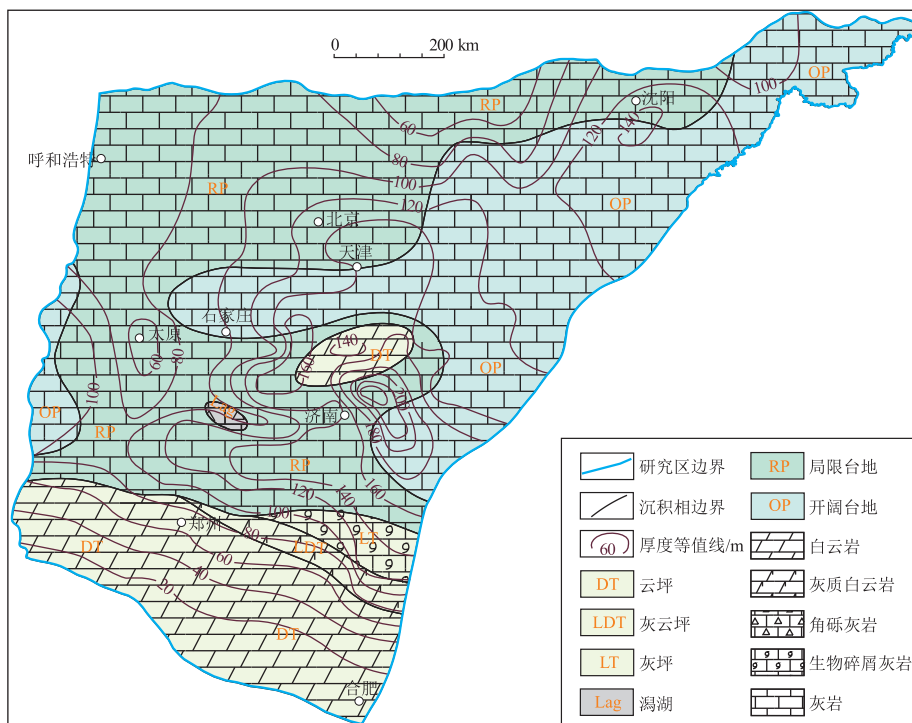 0 200 km
OP
100
RP
沈阳
140
120
60
80
100
呼和浩特
RP
120
OP
北京
天津
石家庄
太原
60
80
140
160
DT
OP
100
Lag
200
济南
180
OP
RP
RP
160
120
140
100
郑州
80
LT
DT
LDT
60
40
20
DT
合肥
研究区边界
RP 局限台地
沉积相边界
OP 开阔台地
60 厚度等值线/m
白云岩
DT 云坪
灰质白云岩
LDT 灰云坪
角砾灰岩
LT 灰坪
生物碎屑灰岩
Lag 潟湖
灰岩